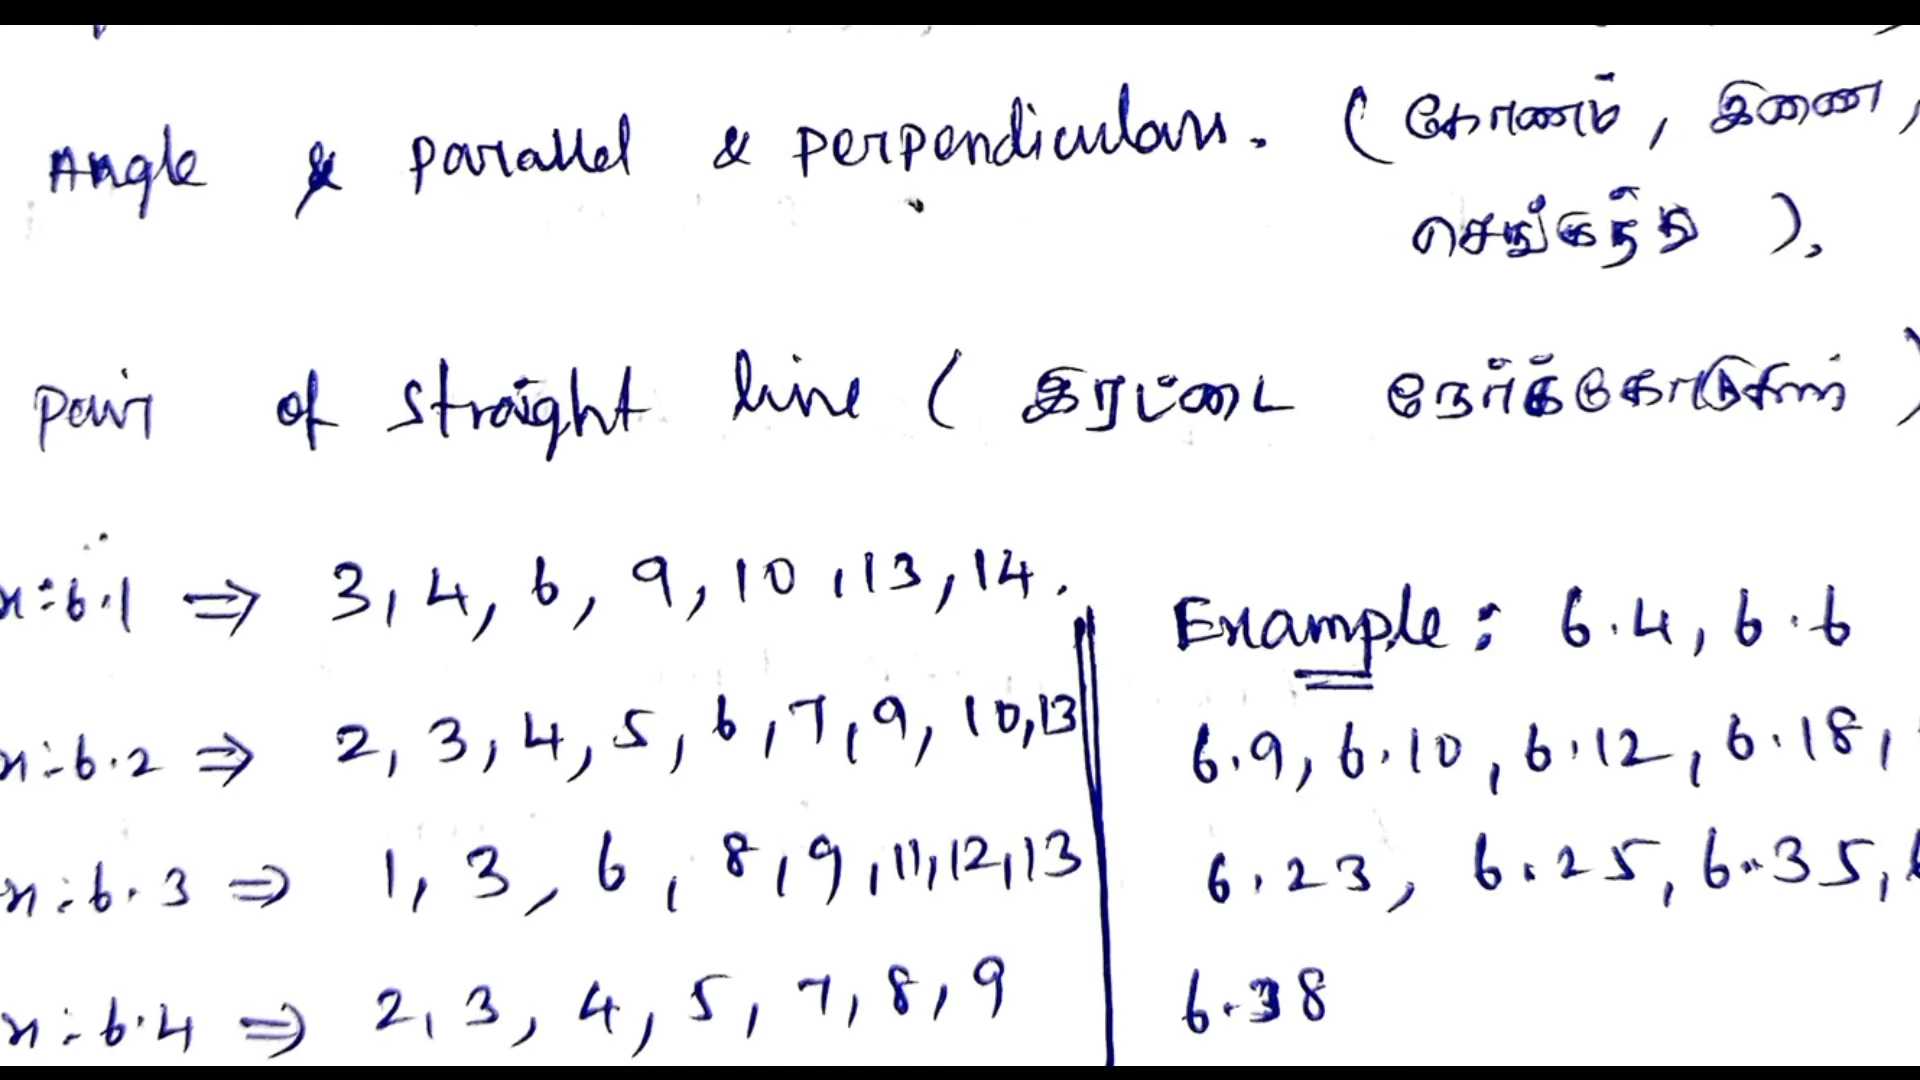 Angle & parallel & perpendiculars. (கோணம், இணை,
செங்குத்து).
pair of straight line (இரட்டை நேர்க்கோடுகள்)
x:6.1 ⇒ 3, 4, 6, 9, 10, 13, 14.
x:6.2 ⇒ 2, 3, 4, 5, 6, 7, 9, 10, 13
x:6.3 ⇒ 1, 3, 6, 8, 9, 11, 12, 13
x:6.4 ⇒ 2, 3, 4, 5, 7, 8, 9
Example: 6.4, 6.6
6.9, 6.10, 6.12, 6.18,
6.23, 6.25, 6.35,
6.38